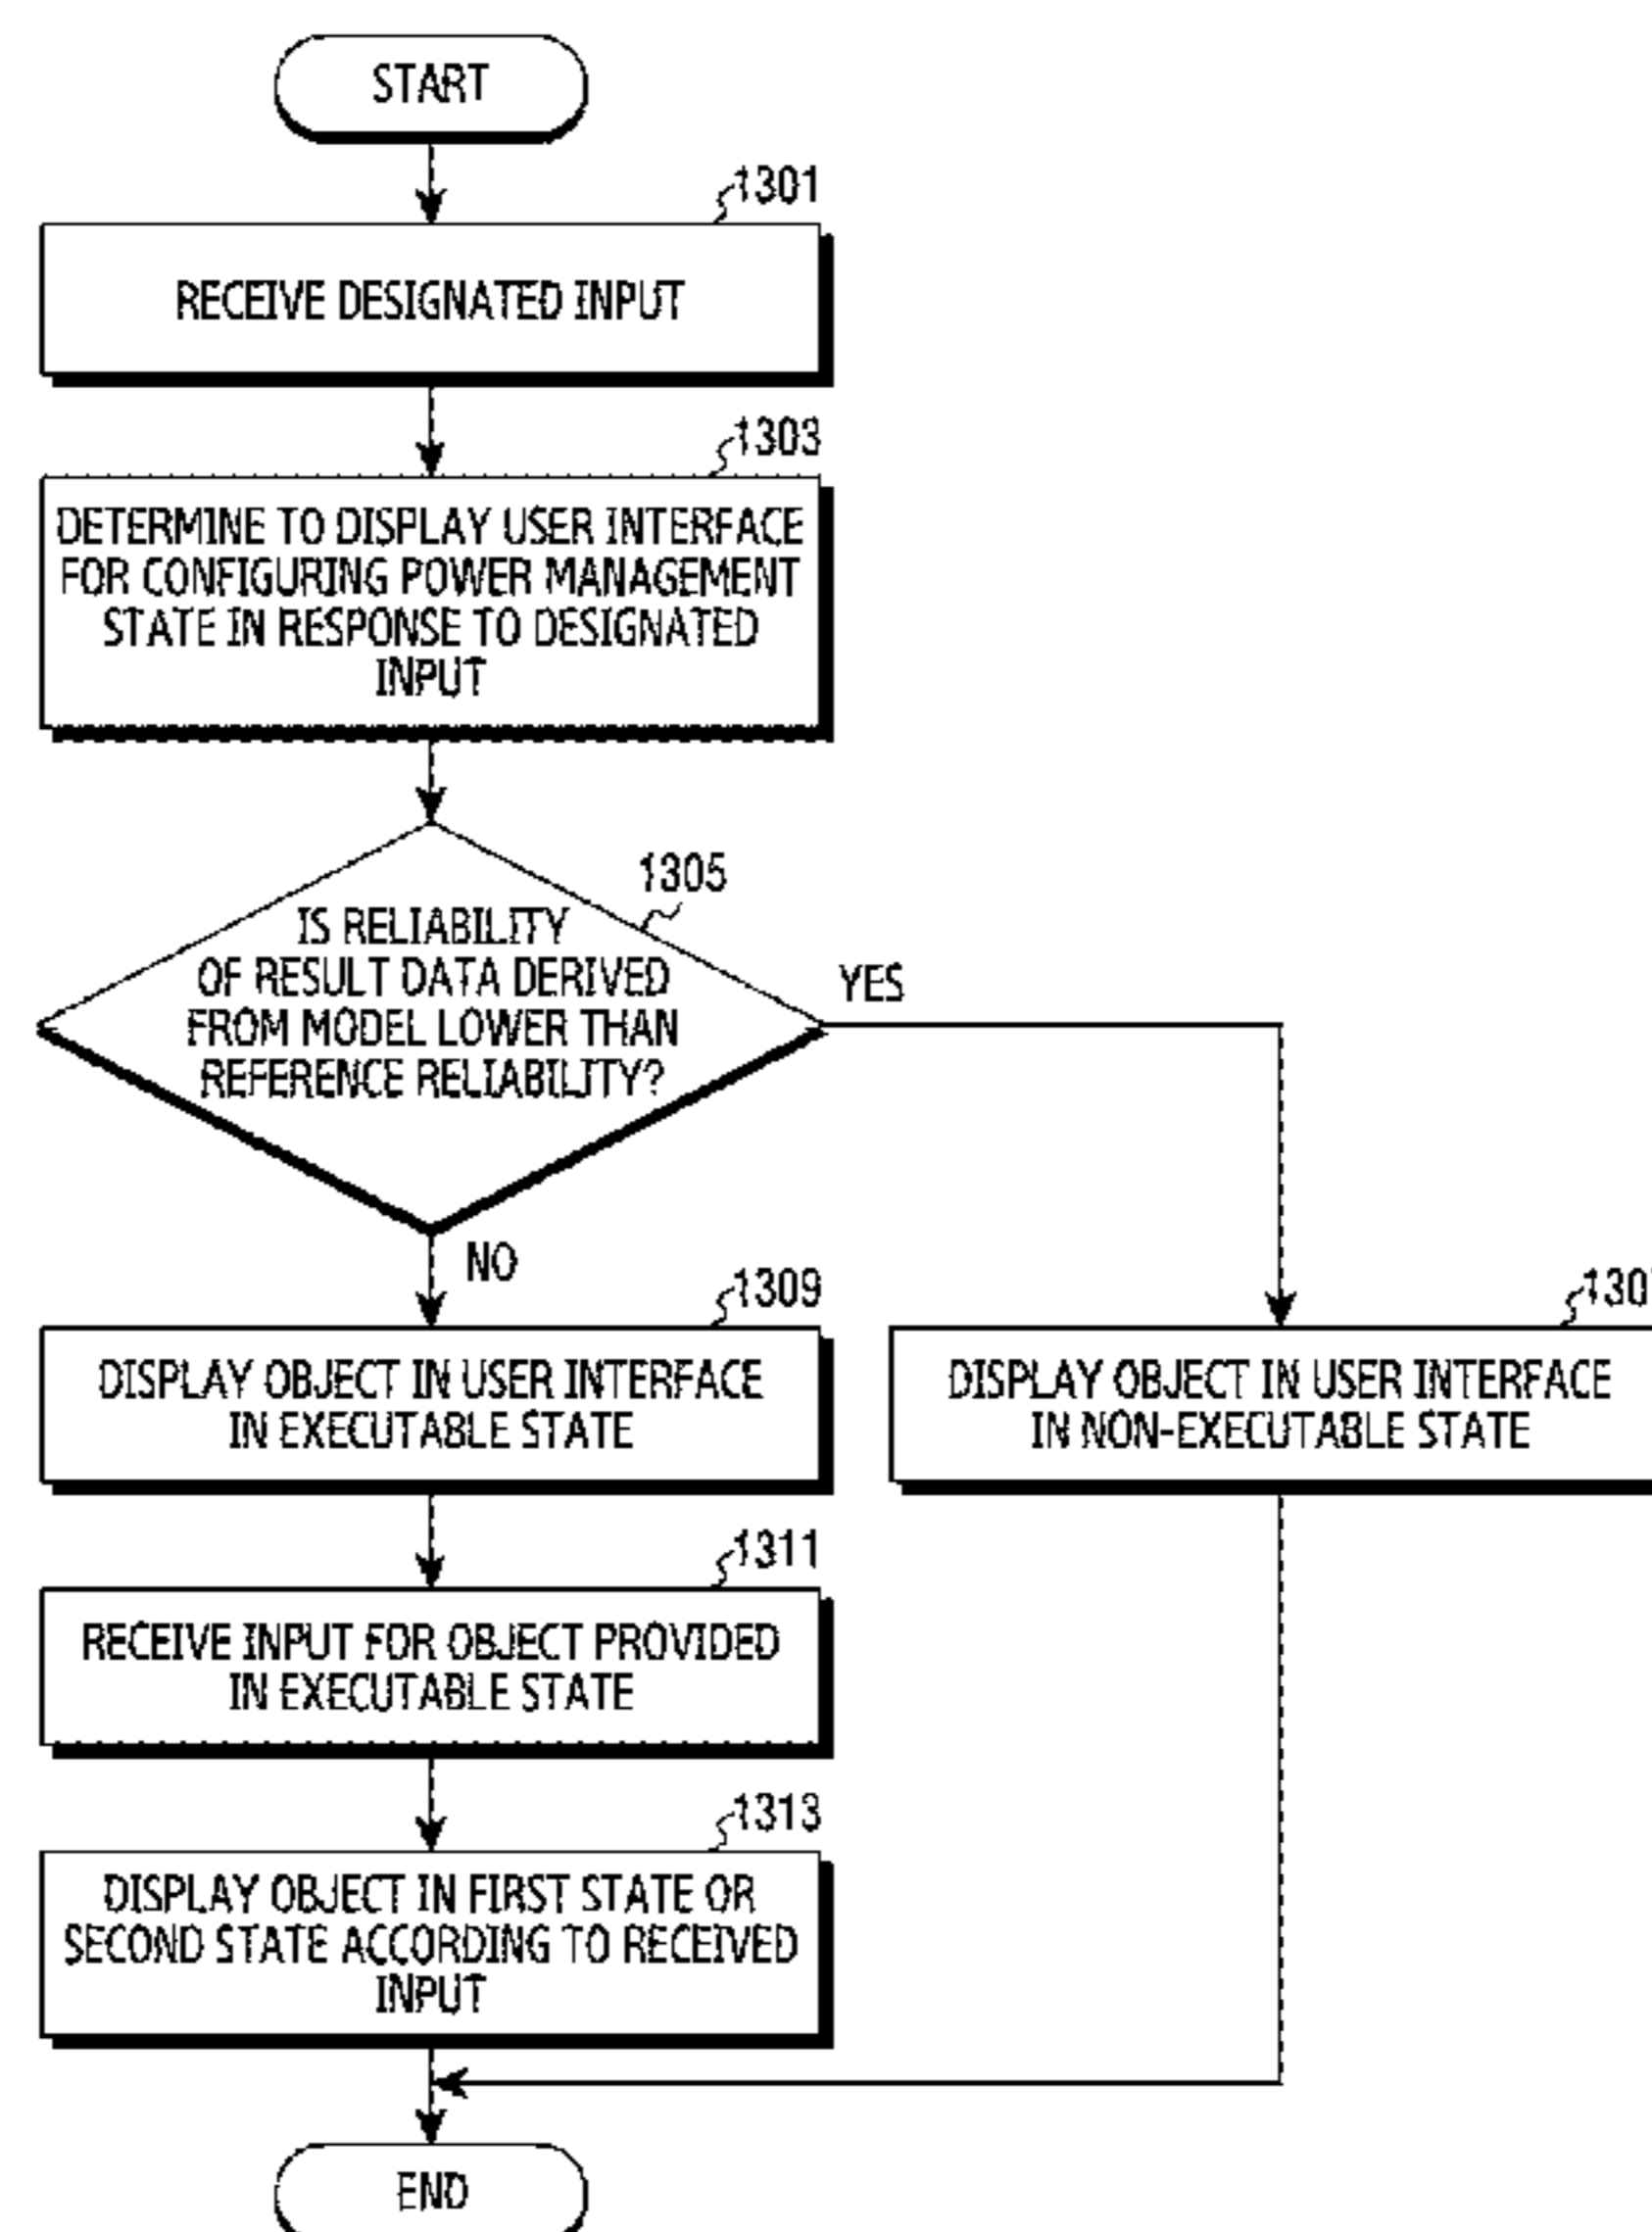 START
1301
RECEIVE DESIGNATED INPUT
1303
DETERMINE TO DISPLAY USER INTERFACE
FOR CONFIGURING POWER MANAGEMENT
STATE IN RESPONSE TO DESIGNATED
INPUT
1305
IS RELIABILITY
OF RESULT DATA DERIVED
FROM MODEL LOWER THAN
REFERENCE RELIABILITY?
YES
NO
1309
DISPLAY OBJECT IN USER INTERFACE
IN EXECUTABLE STATE
DISPLAY OBJECT IN USER INTERFACE
IN NON-EXECUTABLE STATE
1311
RECEIVE INPUT FOR OBJECT PROVIDED
IN EXECUTABLE STATE
1313
DISPLAY OBJECT IN FIRST STATE OR
SECOND STATE ACCORDING TO RECEIVED
INPUT
END